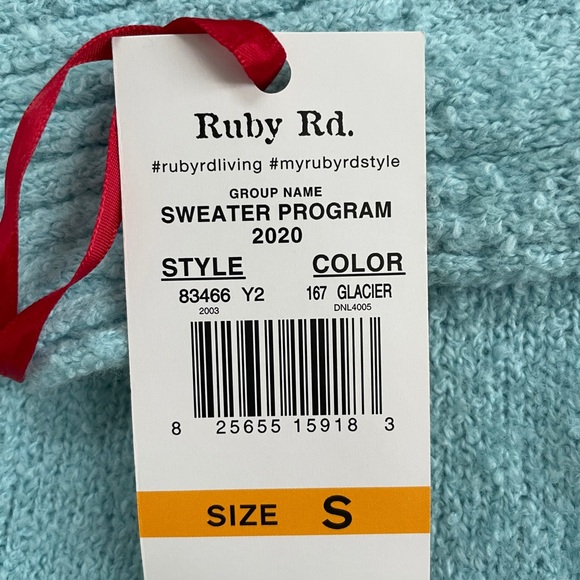 Ruby Rd.
#rubyrdliving #myrubyrdstyle
GROUP NAME
SWEATER PROGRAM
2020
STYLE COLOR
83466 Y2 167 GLACIER
2003 DNL4005
8 25655 15918 3
SIZE S